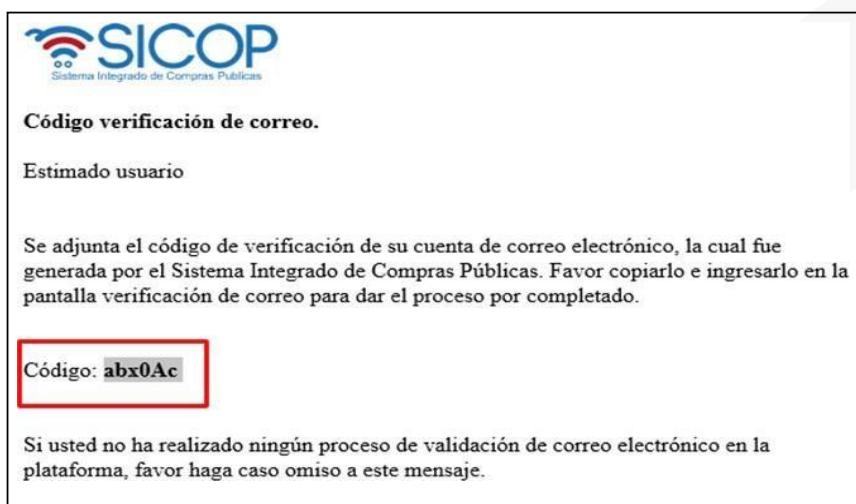 SICOP
Sistema Integrado de Compras Publicas
Código verificación de correo.
Estimado usuario
Se adjunta el código de verificación de su cuenta de correo electrónico, la cual fue
generada por el Sistema Integrado de Compras Públicas. Favor copiarlo e ingresarlo en la
pantalla verificación de correo para dar el proceso por completado.
Código: abx0Ac
Si usted no ha realizado ningún proceso de validación de correo electrónico en la
plataforma, favor haga caso omiso a este mensaje.